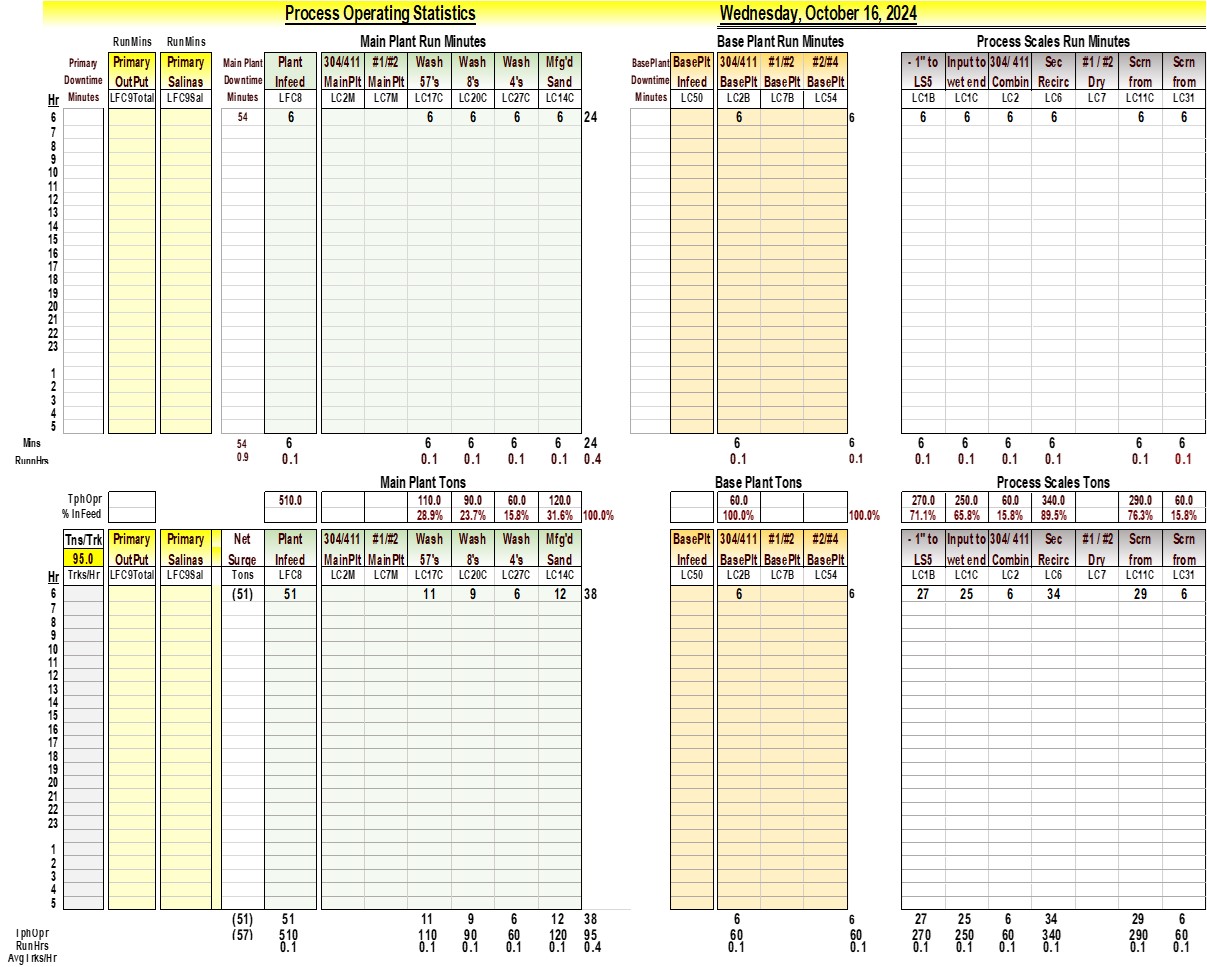 Process Operating Statistics Wednesday, October 16, 2024
RunMins RunMins Main Plant Run Minutes Base Plant Run Minutes Process Scales Run Minutes
Primary Primary Primary Main Plant Plant 304/411 #1/#2 Wash Wash Wash Mfg'd BasePlant BasePlt 304/411 #1/#2 #2/#4 - 1" to Input to 304/ 411 Sec #1 / #2 Scrn Scrn
Downtime OutPut Salinas Downtime Infeed MainPlt MainPlt 57's 8's 4's Sand Downtime Infeed BasePlt BasePlt BasePlt LS5 wet end Combin Recirc Dry from from
Hr Minutes LFC9Total LFC9Sal Minutes LFC8 LC2M LC7M LC17C LC20C LC27C LC14C Minutes LC50 LC2B LC7B LC54 LC1B LC1C LC2 LC6 LC7 LC11C LC31
6 54 6 6 6 6 6 24 6 6 6 6 6 6 6 6
7
8
9
10
11
12
13
14
15
16
17
18
19
20
21
22
23
1
2
3
4
5
Mins 54 6 6 6 6 6 24 6 6 6 6 6 6 6 6
RunnHrs 0.9 0.1 0.1 0.1 0.1 0.1 0.4 0.1 0.1 0.1 0.1 0.1 0.1 0.1 0.1
Main Plant Tons Base Plant Tons Process Scales Tons
TphOpr 510.0 110.0 90.0 60.0 120.0 60.0 270.0 250.0 60.0 340.0 290.0 60.0
% InFeed 28.9% 23.7% 15.8% 31.6% 100.0% 100.0% 100.0% 71.1% 65.8% 15.8% 89.5% 76.3% 15.8%
Tns/Trk Primary Primary Net Plant 304/411 #1/#2 Wash Wash Wash Mfg'd BasePlt 304/411 #1/#2 #2/#4 - 1" to Input to 304/ 411 Sec #1 / #2 Scrn Scrn
95.0 OutPut Salinas Surge Infeed MainPlt MainPlt 57's 8's 4's Sand Infeed BasePlt BasePlt BasePlt LS5 wet end Combin Recirc Dry from from
Hr Trks/Hr LFC9Total LFC9Sal Tons LFC8 LC2M LC7M LC17C LC20C LC27C LC14C LC50 LC2B LC7B LC54 LC1B LC1C LC2 LC6 LC7 LC11C LC31
6 (51) 51 11 9 6 12 38 6 6 27 25 6 34 29 6
7
8
9
10
11
12
13
14
15
16
17
18
19
20
21
22
23
1
2
3
4
5
(51) 51 11 9 6 12 38 6 6 27 25 6 34 29 6
TphOpr (57) 510 110 90 60 120 95 60 60 270 250 60 340 290 60
RunHrs 0.1 0.1 0.1 0.1 0.1 0.4 0.1 0.1 0.1 0.1 0.1 0.1 0.1 0.1
AvgTrks/Hr